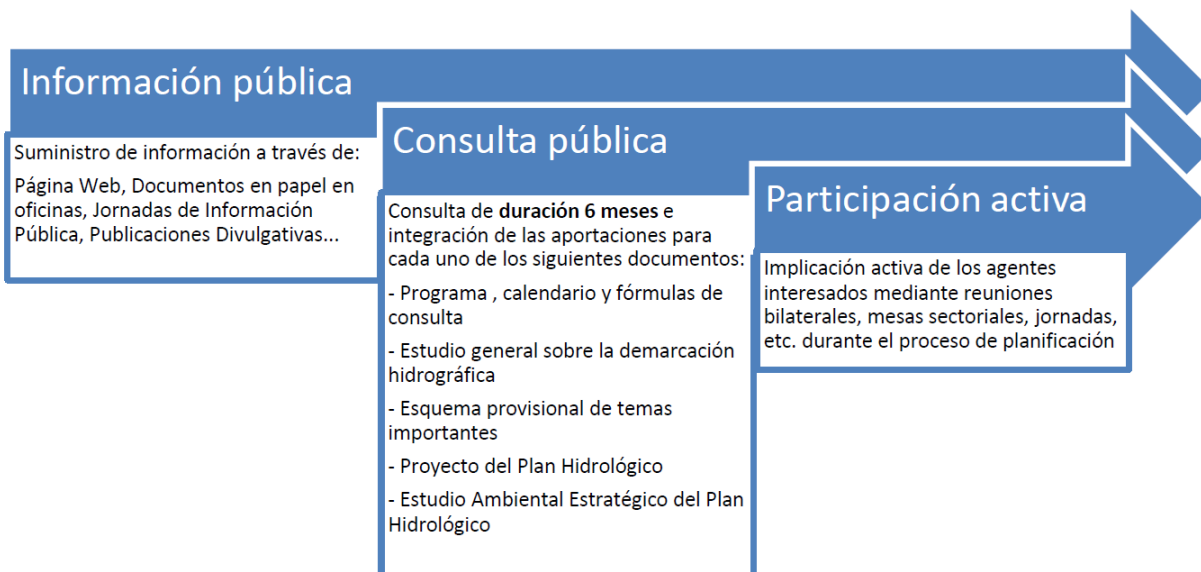 Información pública
Suministro de información a través de:
Página Web, Documentos en papel en
oficinas, Jornadas de Información
Pública, Publicaciones Divulgativas...
Consulta pública
Consulta de duración 6 meses e
integración de las aportaciones para
cada uno de los siguientes documentos:
- Programa , calendario y fórmulas de
consulta
- Estudio general sobre la demarcación
hidrográfica
- Esquema provisional de temas
importantes
- Proyecto del Plan Hidrológico
- Estudio Ambiental Estratégico del Plan
Hidrológico
Participación activa
Implicación activa de los agentes
interesados mediante reuniones
bilaterales, mesas sectoriales, jornadas,
etc. durante el proceso de planificación